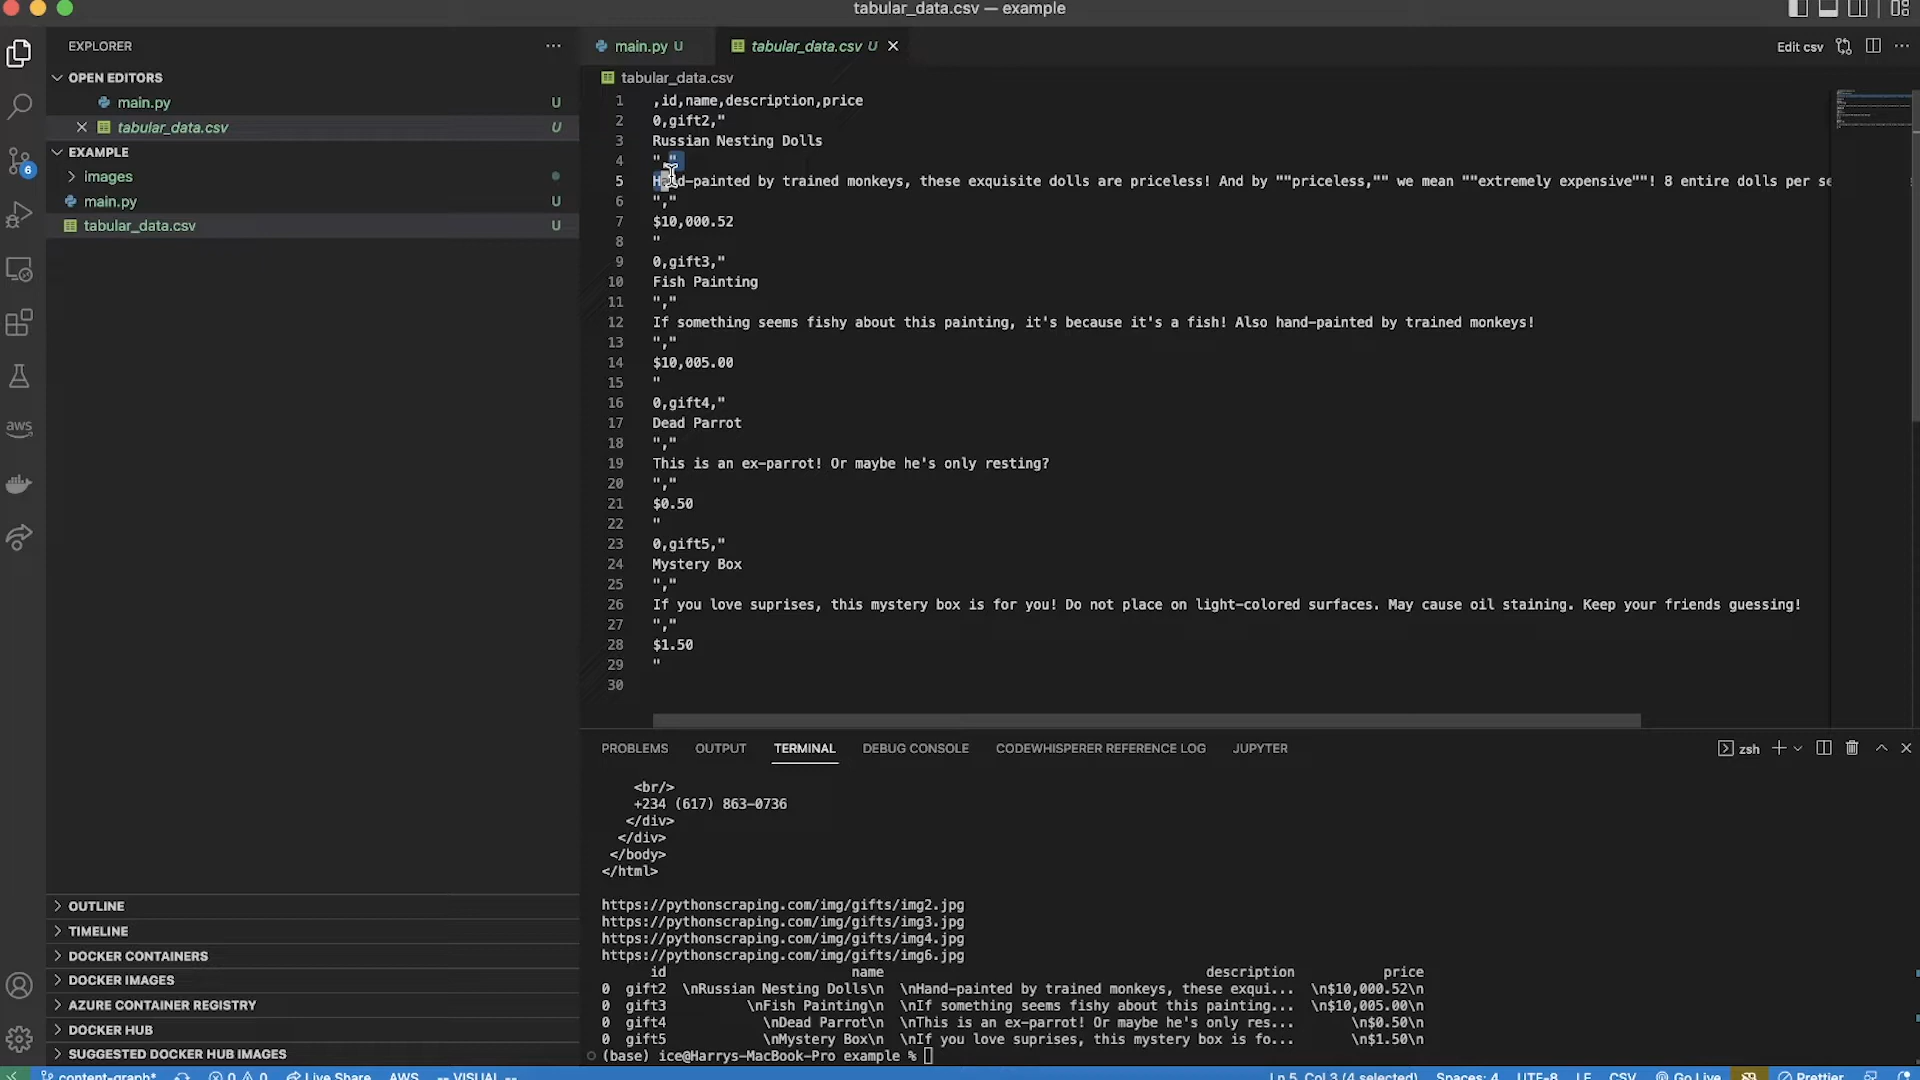 tabular_data.csv — example
EXPLORER
OPEN EDITORS
main.py U
tabular_data.csv U
EXAMPLE
images
main.py U
tabular_data.csv U
6
aws
OUTLINE
TIMELINE
DOCKER CONTAINERS
DOCKER IMAGES
AZURE CONTAINER REGISTRY
DOCKER HUB
SUGGESTED DOCKER HUB IMAGES
main.py U
tabular_data.csv U
Edit csv
tabular_data.csv
1 ,id,name,description,price
2 0,gift2,"
3 Russian Nesting Dolls
4 ","
5 Hand-painted by trained monkeys, these exquisite dolls are priceless! And by ""priceless,"" we mean ""extremely expensive""! 8 entire dolls per se
6 ","
7 $10,000.52
8 "
9 0,gift3,"
10 Fish Painting
11 ","
12 If something seems fishy about this painting, it's because it's a fish! Also hand-painted by trained monkeys!
13 ","
14 $10,005.00
15 "
16 0,gift4,"
17 Dead Parrot
18 ","
19 This is an ex-parrot! Or maybe he's only resting?
20 ","
21 $0.50
22 "
23 0,gift5,"
24 Mystery Box
25 ","
26 If you love suprises, this mystery box is for you! Do not place on light-colored surfaces. May cause oil staining. Keep your friends guessing!
27 ","
28 $1.50
29 "
30
PROBLEMS OUTPUT TERMINAL DEBUG CONSOLE CODEWHISPERER REFERENCE LOG JUPYTER
zsh
<br/>
+234 (617) 863-0736
</div>
</div>
</body>
</html>
https://pythonscraping.com/img/gifts/img2.jpg
https://pythonscraping.com/img/gifts/img3.jpg
https://pythonscraping.com/img/gifts/img4.jpg
https://pythonscraping.com/img/gifts/img6.jpg
id name description price
0 gift2 \nRussian Nesting Dolls\n \nHand-painted by trained monkeys, these exqui... \n$10,000.52\n
0 gift3 \nFish Painting\n \nIf something seems fishy about this painting... \n$10,005.00\n
0 gift4 \nDead Parrot\n \nThis is an ex-parrot! Or maybe he's only res... \n$0.50\n
0 gift5 \nMystery Box\n \nIf you love suprises, this mystery box is fo... \n$1.50\n
(base) ice@Harrys-MacBook-Pro example %
content-graph* 0 0 Live Share AWS -- VISUAL -- Ln 5, Col 3 (4 selected) Spaces: 4 UTF-8 LF CSV Go Live Prettier